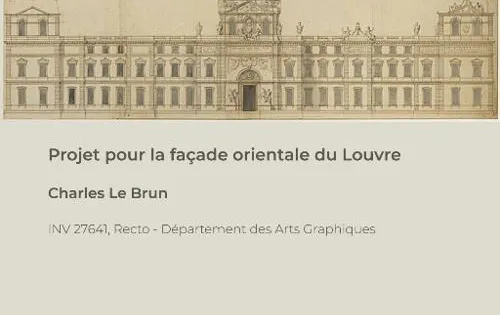 Projet pour la façade orientale du Louvre
Charles Le Brun
INV 27641, Recto - Département des Arts Graphiques